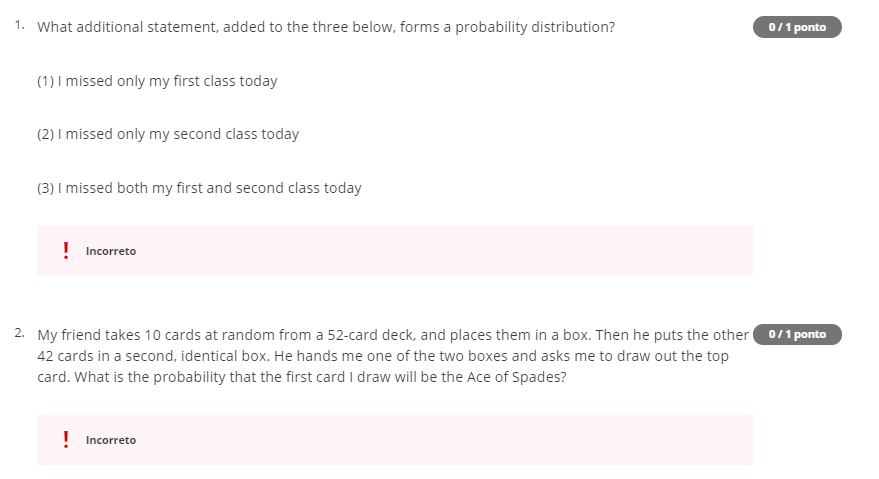 1. What additional statement, added to the three below, forms a probability distribution?
0 / 1 ponto
(1) I missed only my first class today
(2) I missed only my second class today
(3) I missed both my first and second class today
! Incorreto
2. My friend takes 10 cards at random from a 52-card deck, and places them in a box. Then he puts the other
0 / 1 ponto
42 cards in a second, identical box. He hands me one of the two boxes and asks me to draw out the top
card. What is the probability that the first card I draw will be the Ace of Spades?
! Incorreto